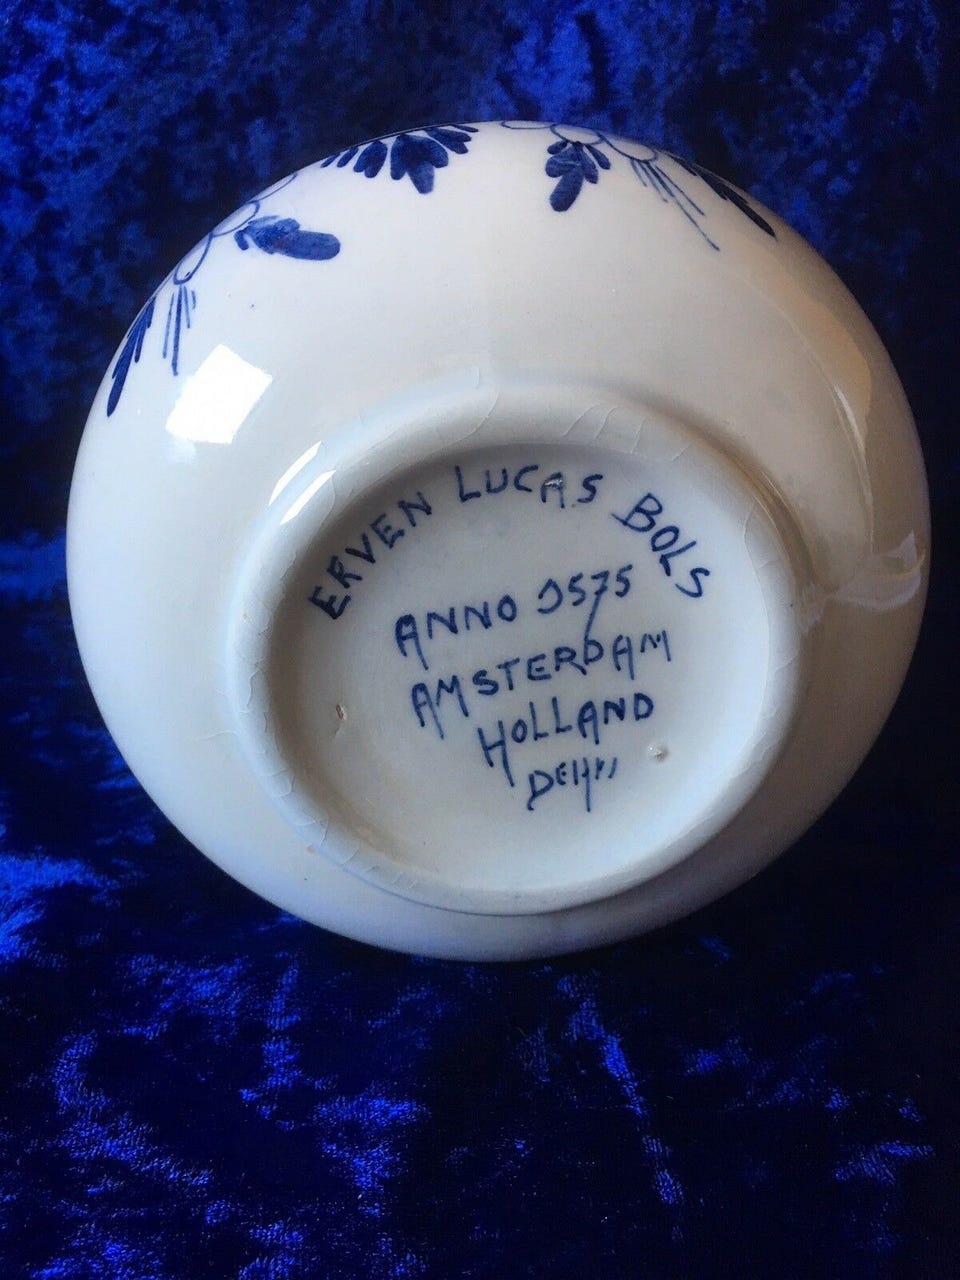 ERVEN LUCAS BOLS
ANNO 1575
AMSTERDAM
HOLLAND